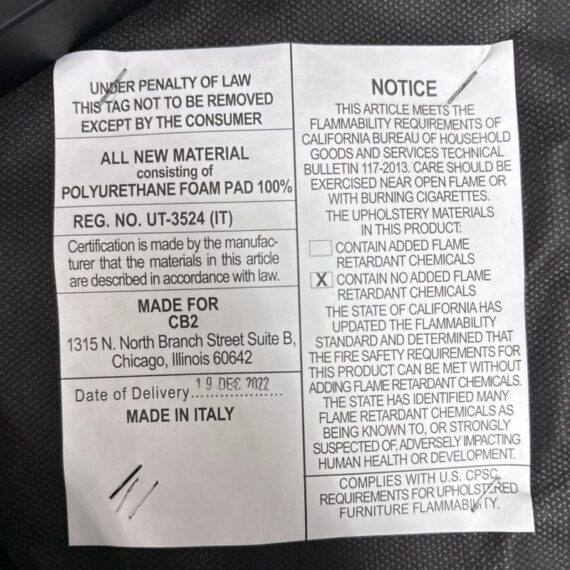 UNDER PENALTY OF LAW
THIS TAG NOT TO BE REMOVED
EXCEPT BY THE CONSUMER
ALL NEW MATERIAL
consisting of
POLYURETHANE FOAM PAD 100%
REG. NO. UT-3524 (IT)
Certification is made by the manufac-
turer that the materials in this article
are described in accordance with law.
MADE FOR
CB2
1315 N. North Branch Street Suite B,
Chicago, Illinois 60642
Date of Delivery..19 DEC 2022
MADE IN ITALY
NOTICE
THIS ARTICLE MEETS THE
FLAMMABILITY REQUIREMENTS OF
CALIFORNIA BUREAU OF HOUSEHOLD
GOODS AND SERVICES TECHNICAL
BULLETIN 117-2013. CARE SHOULD BE
EXERCISED NEAR OPEN FLAME OR
WITH BURNING CIGARETTES.
THE UPHOLSTERY MATERIALS
IN THIS PRODUCT:
CONTAIN ADDED FLAME
RETARDANT CHEMICALS
X CONTAIN NO ADDED FLAME
RETARDANT CHEMICALS
THE STATE OF CALIFORNIA HAS
UPDATED THE FLAMMABILITY
STANDARD AND DETERMINED THAT
THE FIRE SAFETY REQUIREMENTS FOR
THIS PRODUCT CAN BE MET WITHOUT
ADDING FLAME RETARDANT CHEMICALS.
THE STATE HAS IDENTIFIED MANY
FLAME RETARDANT CHEMICALS AS
BEING KNOWN TO, OR STRONGLY
SUSPECTED OF, ADVERSELY IMPACTING
HUMAN HEALTH OR DEVELOPMENT.
COMPLIES WITH U.S. CPSC
REQUIREMENTS FOR UPHOLSTERED
FURNITURE FLAMMABILITY.